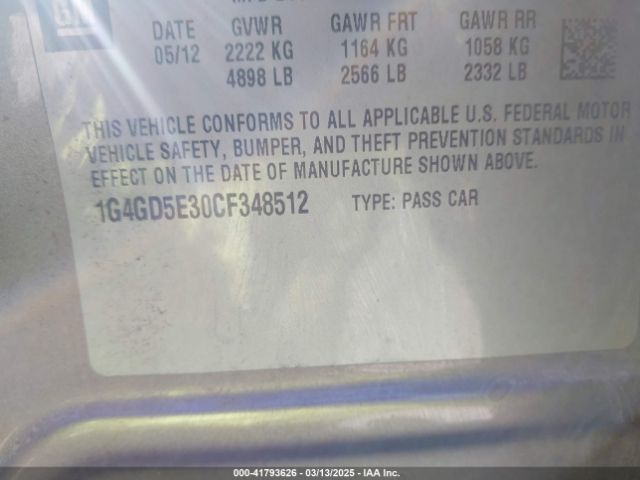 GM
DATE GVWR GAWR FRT GAWR RR
05/12 2222 KG 1164 KG 1058 KG
4898 LB 2566 LB 2332 LB
THIS VEHICLE CONFORMS TO ALL APPLICABLE U.S. FEDERAL MOTOR
VEHICLE SAFETY, BUMPER, AND THEFT PREVENTION STANDARDS IN
EFFECT ON THE DATE OF MANUFACTURE SHOWN ABOVE.
1G4GD5E30CF348512 TYPE: PASS CAR
000-41793626 - 03/13/2025 - IAA Inc.